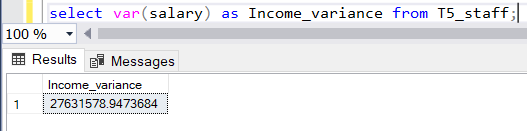 select var(salary) as Income_variance from T5_staff;
100 %
Results Messages
Income_variance
1 27631578.9473684